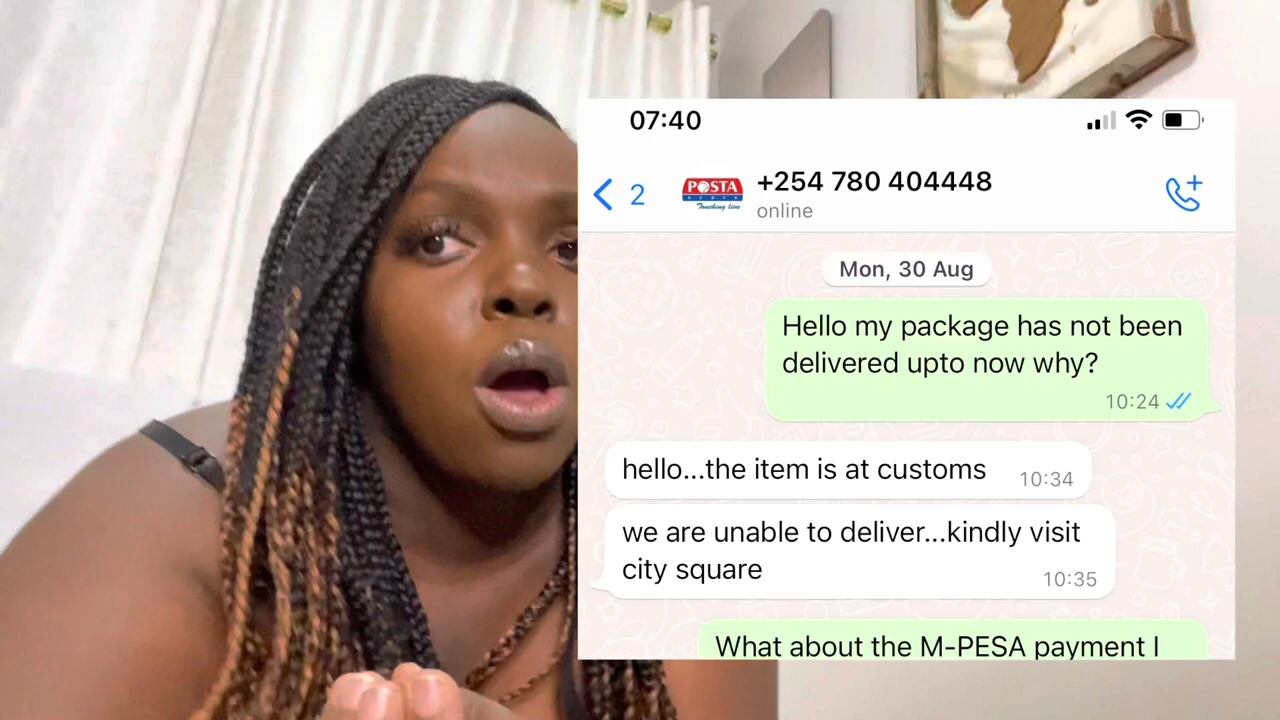 07:40
2
POSTA
Touching live
+254 780 404448
online
Mon, 30 Aug
Hello my package has not been
delivered upto now why?
10:24
hello...the item is at customs
10:34
we are unable to deliver...kindly visit
city square
10:35
What about the M-PESA payment I